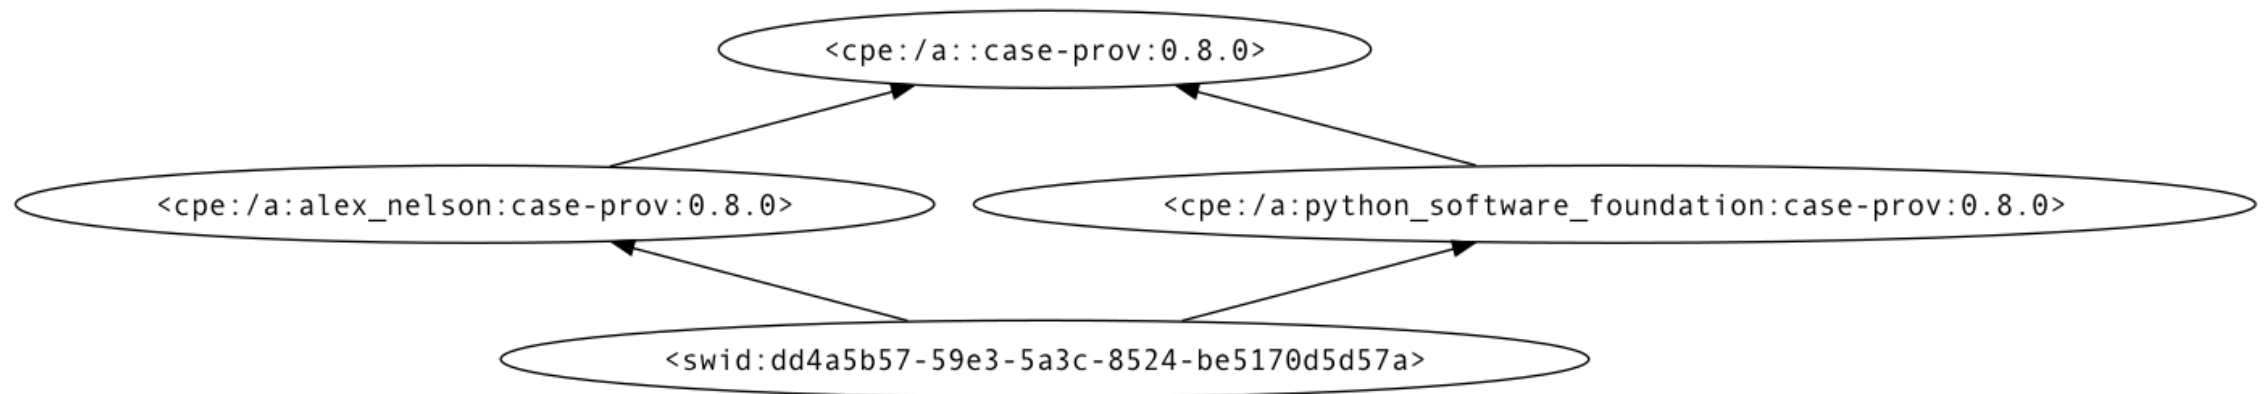 <cpe:/a::case-prov:0.8.0>
<cpe:/a:alex_nelson:case-prov:0.8.0>
<cpe:/a:python_software_foundation:case-prov:0.8.0>
<swid:dd4a5b57-59e3-5a3c-8524-be5170d5d57a>